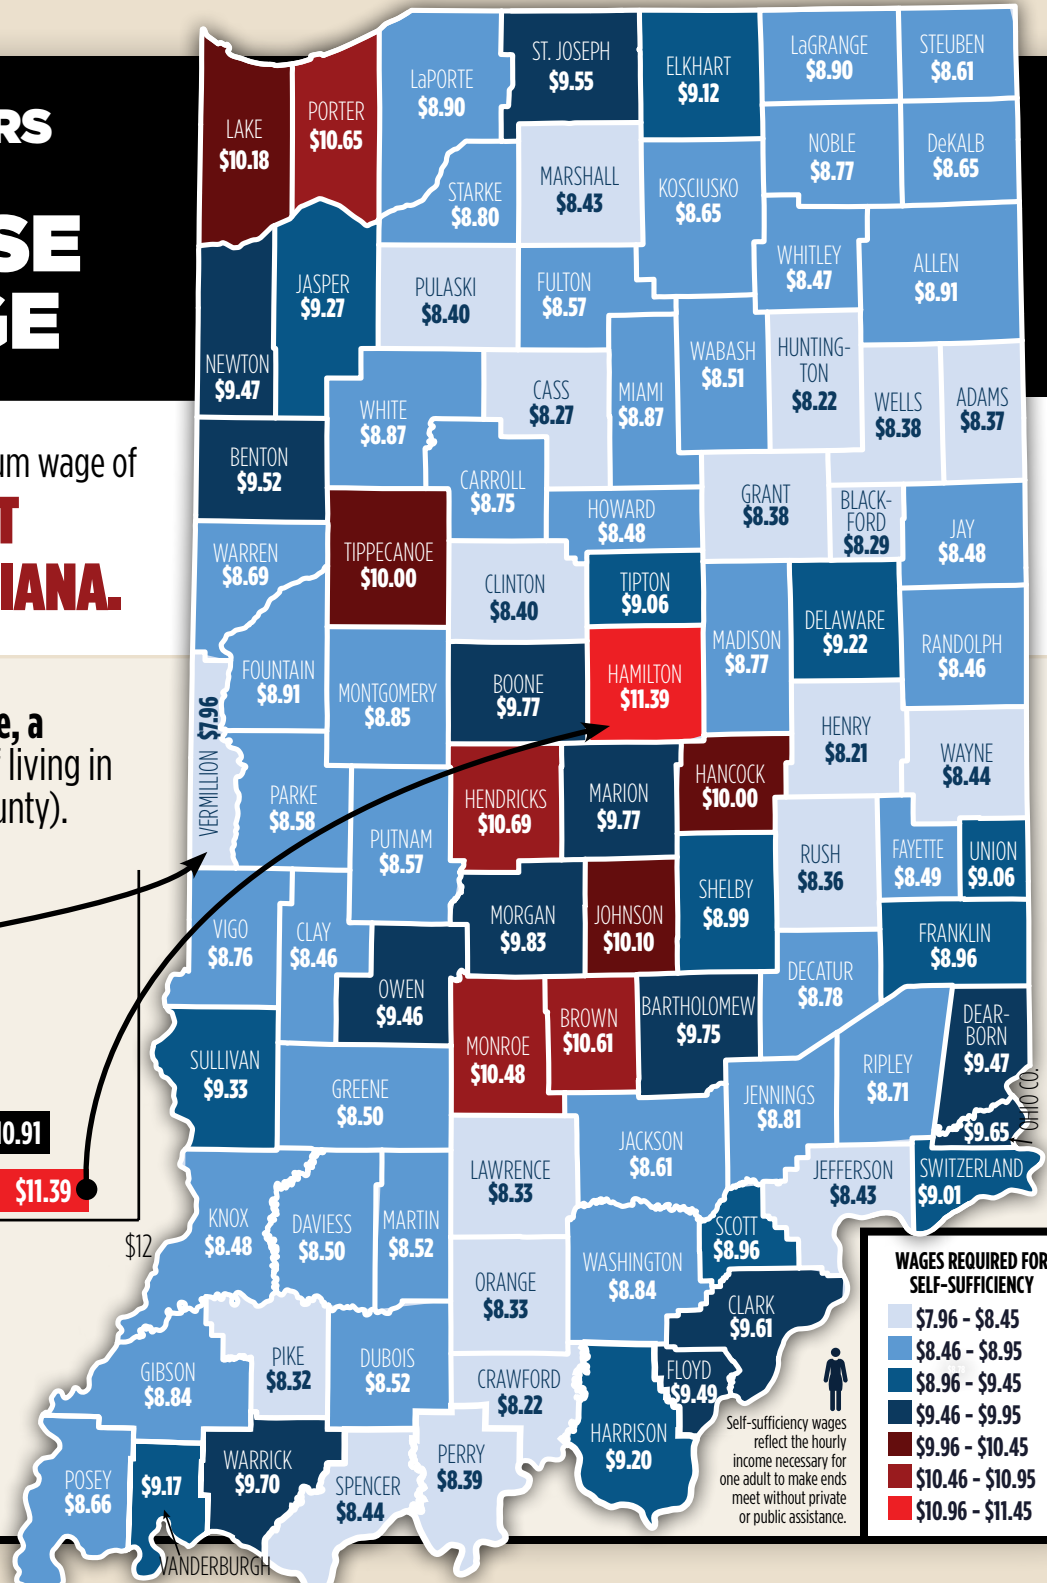 RS
SE
GE
um wage of
T
IANA.
e, a
f living in
unty).
10.91
$11.39
$12
LAKE
$10.18
PORTER
$10.65
LaPORTE
$8.90
ST. JOSEPH
$9.55
ELKHART
$9.12
LaGRANGE
$8.90
STEUBEN
$8.61
NOBLE
$8.77
DeKALB
$8.65
STARKE
$8.80
MARSHALL
$8.43
KOSCIUSKO
$8.65
WHITLEY
$8.47
ALLEN
$8.91
NEWTON
$9.47
JASPER
$9.27
PULASKI
$8.40
FULTON
$8.57
WABASH
$8.51
HUNTING-
TON
$8.22
WELLS
$8.38
ADAMS
$8.37
BENTON
$9.52
WHITE
$8.87
CASS
$8.27
MIAMI
$8.87
CARROLL
$8.75
HOWARD
$8.48
GRANT
$8.38
BLACK-
FORD
$8.29
JAY
$8.48
WARREN
$8.69
TIPPECANOE
$10.00
CLINTON
$8.40
TIPTON
$9.06
MADISON
$8.77
DELAWARE
$9.22
RANDOLPH
$8.46
FOUNTAIN
$8.91
MONTGOMERY
$8.85
BOONE
$9.77
HAMILTON
$11.39
HENRY
$8.21
WAYNE
$8.44
VERMILLION $7.96
PARKE
$8.58
PUTNAM
$8.57
HENDRICKS
$10.69
MARION
$9.77
HANCOCK
$10.00
RUSH
$8.36
FAYETTE
$8.49
UNION
$9.06
VIGO
$8.76
CLAY
$8.46
OWEN
$9.46
MORGAN
$9.83
JOHNSON
$10.10
SHELBY
$8.99
DECATUR
$8.78
FRANKLIN
$8.96
SULLIVAN
$9.33
GREENE
$8.50
MONROE
$10.48
BROWN
$10.61
BARTHOLOMEW
$9.75
JENNINGS
$8.81
RIPLEY
$8.71
DEAR-
BORN
$9.47
OHIO CO.
$9.65
SWITZERLAND
$9.01
KNOX
$8.48
DAVIESS
$8.50
MARTIN
$8.52
LAWRENCE
$8.33
JACKSON
$8.61
JEFFERSON
$8.43
SCOTT
$8.96
ORANGE
$8.33
WASHINGTON
$8.84
CLARK
$9.61
GIBSON
$8.84
PIKE
$8.32
DUBOIS
$8.52
CRAWFORD
$8.22
HARRISON
$9.20
FLOYD
$9.49
POSEY
$8.66
$9.17
VANDERBURGH
WARRICK
$9.70
SPENCER
$8.44
PERRY
$8.39
Self-sufficiency wages
reflect the hourly
income necessary for
one adult to make ends
meet without private
or public assistance.
WAGES REQUIRED FOR
SELF-SUFFICIENCY
$7.96 - $8.45
$8.46 - $8.95
$8.96 - $9.45
$9.46 - $9.95
$9.96 - $10.45
$10.46 - $10.95
$10.96 - $11.45